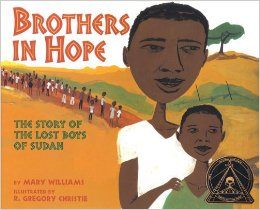 BROTHERS
IN HOPE
THE STORY OF
THE LOST BOYS
OF SUDAN
BY MARY WILLIAMS
ILLUSTRATED BY
R. GREGORY CHRISTIE